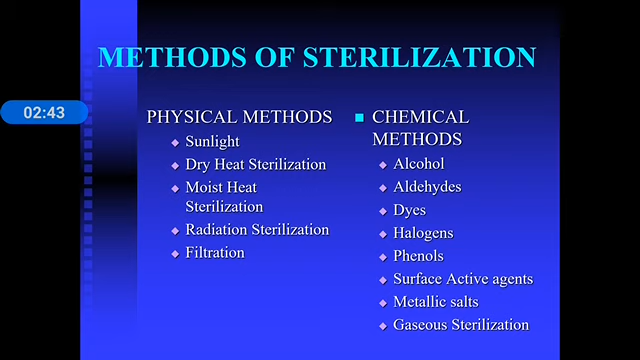 METHODS OF STERILIZATION
02:43
PHYSICAL METHODS
Sunlight
Dry Heat Sterilization
Moist Heat
Sterilization
Radiation Sterilization
Filtration
CHEMICAL
METHODS
Alcohol
Aldehydes
Dyes
Halogens
Phenols
Surface Active agents
Metallic salts
Gaseous Sterilization